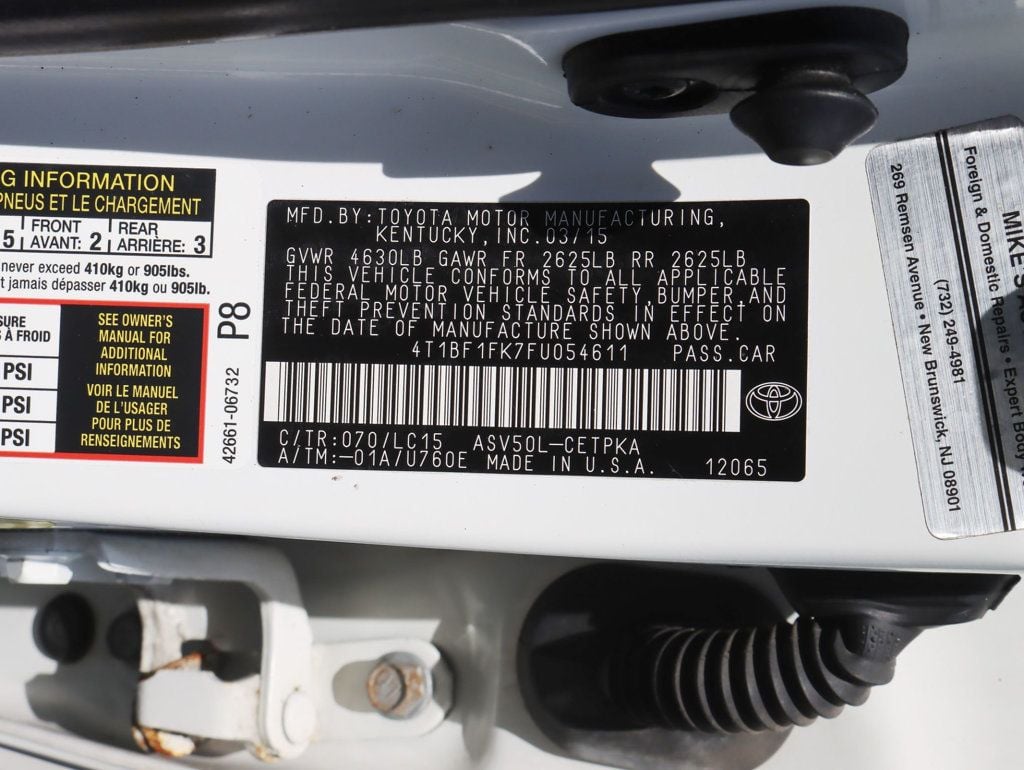 G INFORMATION
PNEUS ET LE CHARGEMENT
5 FRONT AVANT: 2 REAR ARRIÈRE: 3
never exceed 410kg or 905lbs.
t jamais dépasser 410kg ou 905lb.
SURE
À FROID
PSI
PSI
PSI
SEE OWNER'S
MANUAL FOR
ADDITIONAL
INFORMATION
VOIR LE MANUEL
DE L'USAGER
POUR PLUS DE
RENSEIGNEMENTS
P8
42661-06732
MFD. BY: TOYOTA MOTOR MANUFACTURING,
KENTUCKY, INC. 03/15
GVWR 4630LB GAWR FR 2625LB RR 2625LB
THIS VEHICLE CONFORMS TO ALL APPLICABLE
FEDERAL MOTOR VEHICLE SAFETY, BUMPER, AND
THEFT PREVENTION STANDARDS IN EFFECT ON
THE DATE OF MANUFACTURE SHOWN ABOVE.
4T1BF1FK7FU054611 PASS. CAR
C/TR: 070/LC15 ASV50L-CETPKA
A/TM:-01A/U760E MADE IN U.S.A. 12065
MIKE'S A
Foreign & Domestic Repairs • Expert Body
(732) 249-4981
269 Remsen Avenue • New Brunswick, NJ 08901